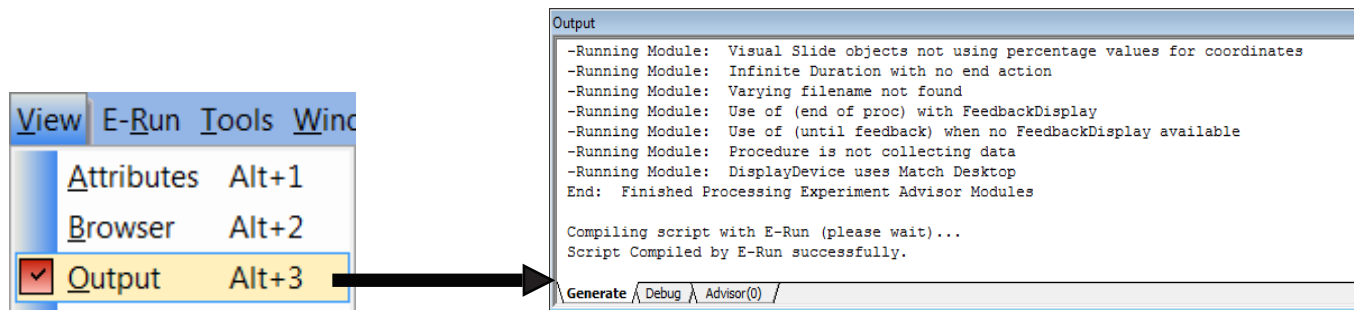 View E-Run Tools Winc
Attributes Alt+1
Browser Alt+2
Output Alt+3
Output
-Running Module: Visual Slide objects not using percentage values for coordinates
-Running Module: Infinite Duration with no end action
-Running Module: Varying filename not found
-Running Module: Use of (end of proc) with FeedbackDisplay
-Running Module: Use of (until feedback) when no FeedbackDisplay available
-Running Module: Procedure is not collecting data
-Running Module: DisplayDevice uses Match Desktop
End: Finished Processing Experiment Advisor Modules
Compiling script with E-Run (please wait)...
Script Compiled by E-Run successfully.
Generate Debug Advisor(0)